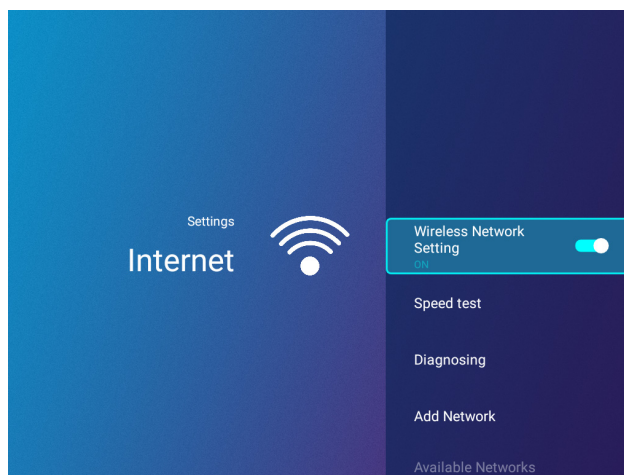 Settings
Internet
Wireless Network
Setting
ON
Speed test
Diagnosing
Add Network
Available Networks